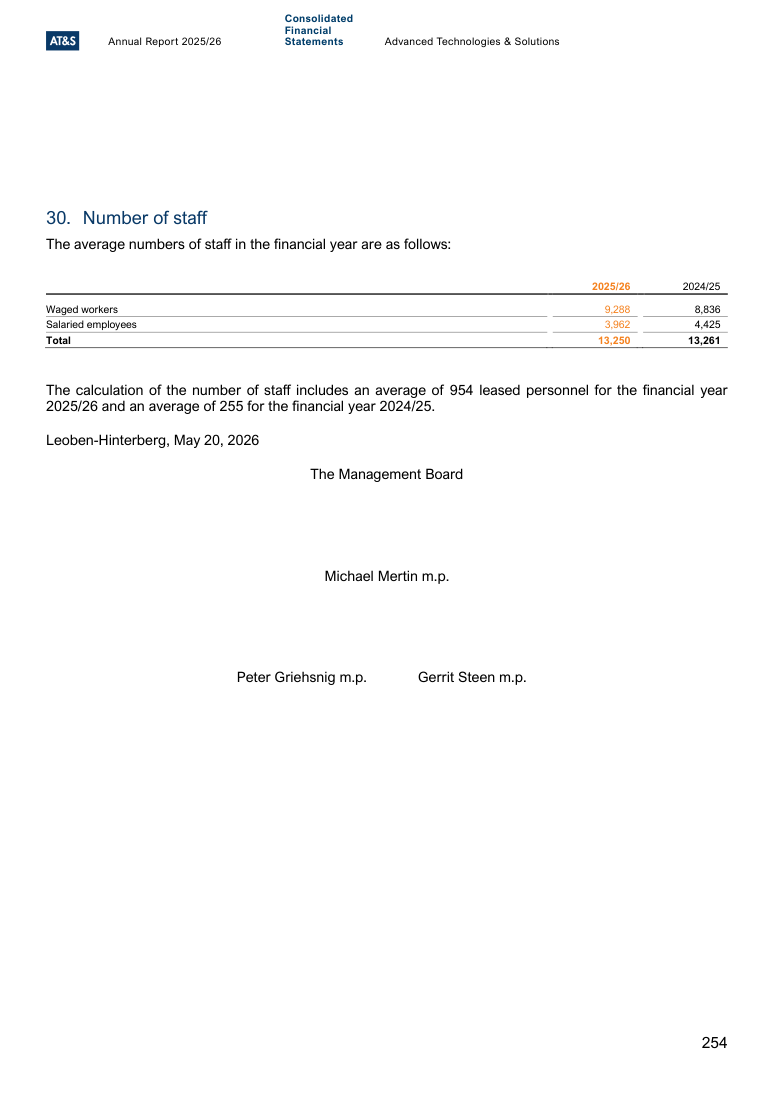 AT&S
Annual Report 2025/26
Consolidated
Financial
Statements
Advanced Technologies & Solutions
30. Number of staff
The average numbers of staff in the financial year are as follows:
2025/26 2024/25
Waged workers 9,288 8,836
Salaried employees 3,962 4,425
Total 13,250 13,261
The calculation of the number of staff includes an average of 954 leased personnel for the financial year
2025/26 and an average of 255 for the financial year 2024/25.
Leoben-Hinterberg, May 20, 2026
The Management Board
Michael Mertin m.p.
Peter Griehsnig m.p. Gerrit Steen m.p.
254